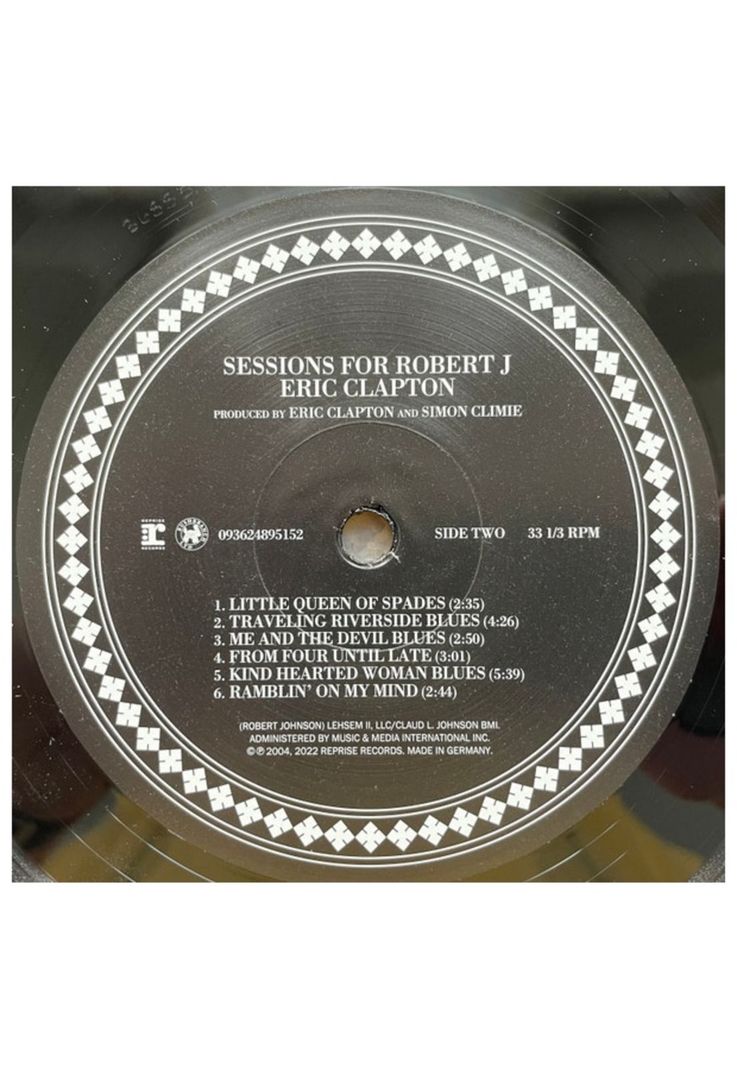 SESSIONS FOR ROBERT J
ERIC CLAPTON
PRODUCED BY ERIC CLAPTON AND SIMON CLIMIE
REPRISE
RECORDS
093624895152
SIDE TWO
33 1/3 RPM
1. LITTLE QUEEN OF SPADES (2:35)
2. TRAVELING RIVERSIDE BLUES (4:26)
3. ME AND THE DEVIL BLUES (2:50)
4. FROM FOUR UNTIL LATE (3:01)
5. KIND HEARTED WOMAN BLUES (5:39)
6. RAMBLIN' ON MY MIND (2:44)
(ROBERT JOHNSON) LEHSEM II, LLC/CLAUD L. JOHNSON BMI.
ADMINISTERED BY MUSIC & MEDIA INTERNATIONAL INC.
©℗ 2004, 2022 REPRISE RECORDS. MADE IN GERMANY.